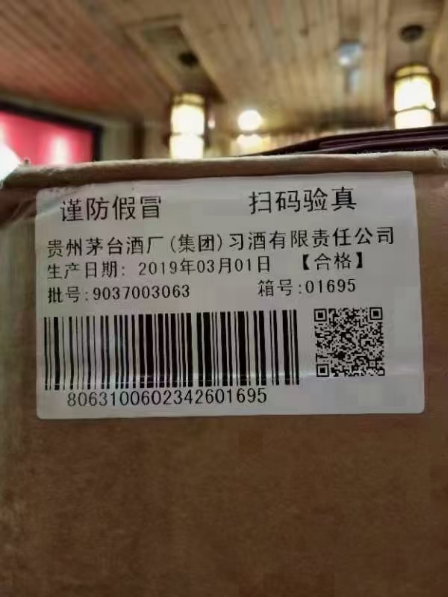 谨防假冒 扫码验真
贵州茅台酒厂(集团)习酒有限责任公司
生产日期: 2019年03月01日 【合格】
批号:9037003063 箱号:01695
80631006023426​01695